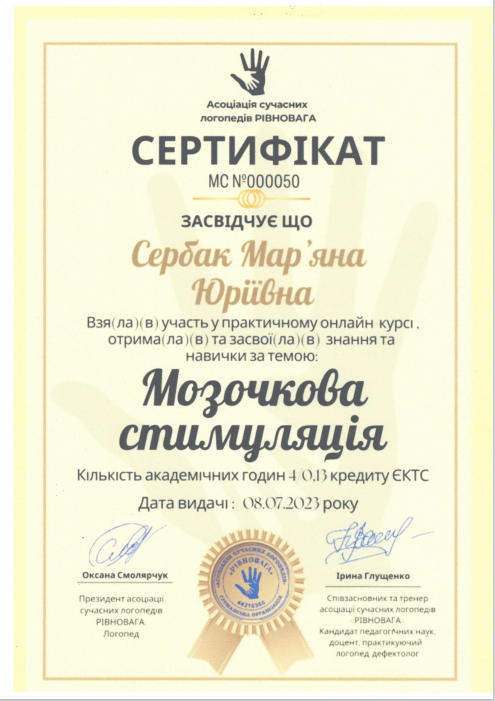 Асоціація сучасних
логопедів РІВНОВАГА
СЕРТИФІКАТ
МС №000050
ЗАСВІДЧУЄ ЩО
Сербак Мар’яна
Юріївна
Взя(ла)(в) участь у практичному онлайн курсі ,
отрима(ла)(в) та засвої(ла)(в) знання та
навички за темою:
Мозочкова
стимуляція
Кількість академічних годин 4/0,13 кредиту ЄКТС
Дата видачі : 08.07.2023 року
Оксана Смолярчук
Президент асоцації
сучасних логопедів
РІВНОВАГА.
Логопед
«РІВНОВАГА»
44316365
Ірина Глущенко
Співзасновник та тренер
асоцації сучасних логопедів
РІВНОВАГА.
Кандидат педагогічних наук,
доцент, практикуючий
логопед, дефектолог